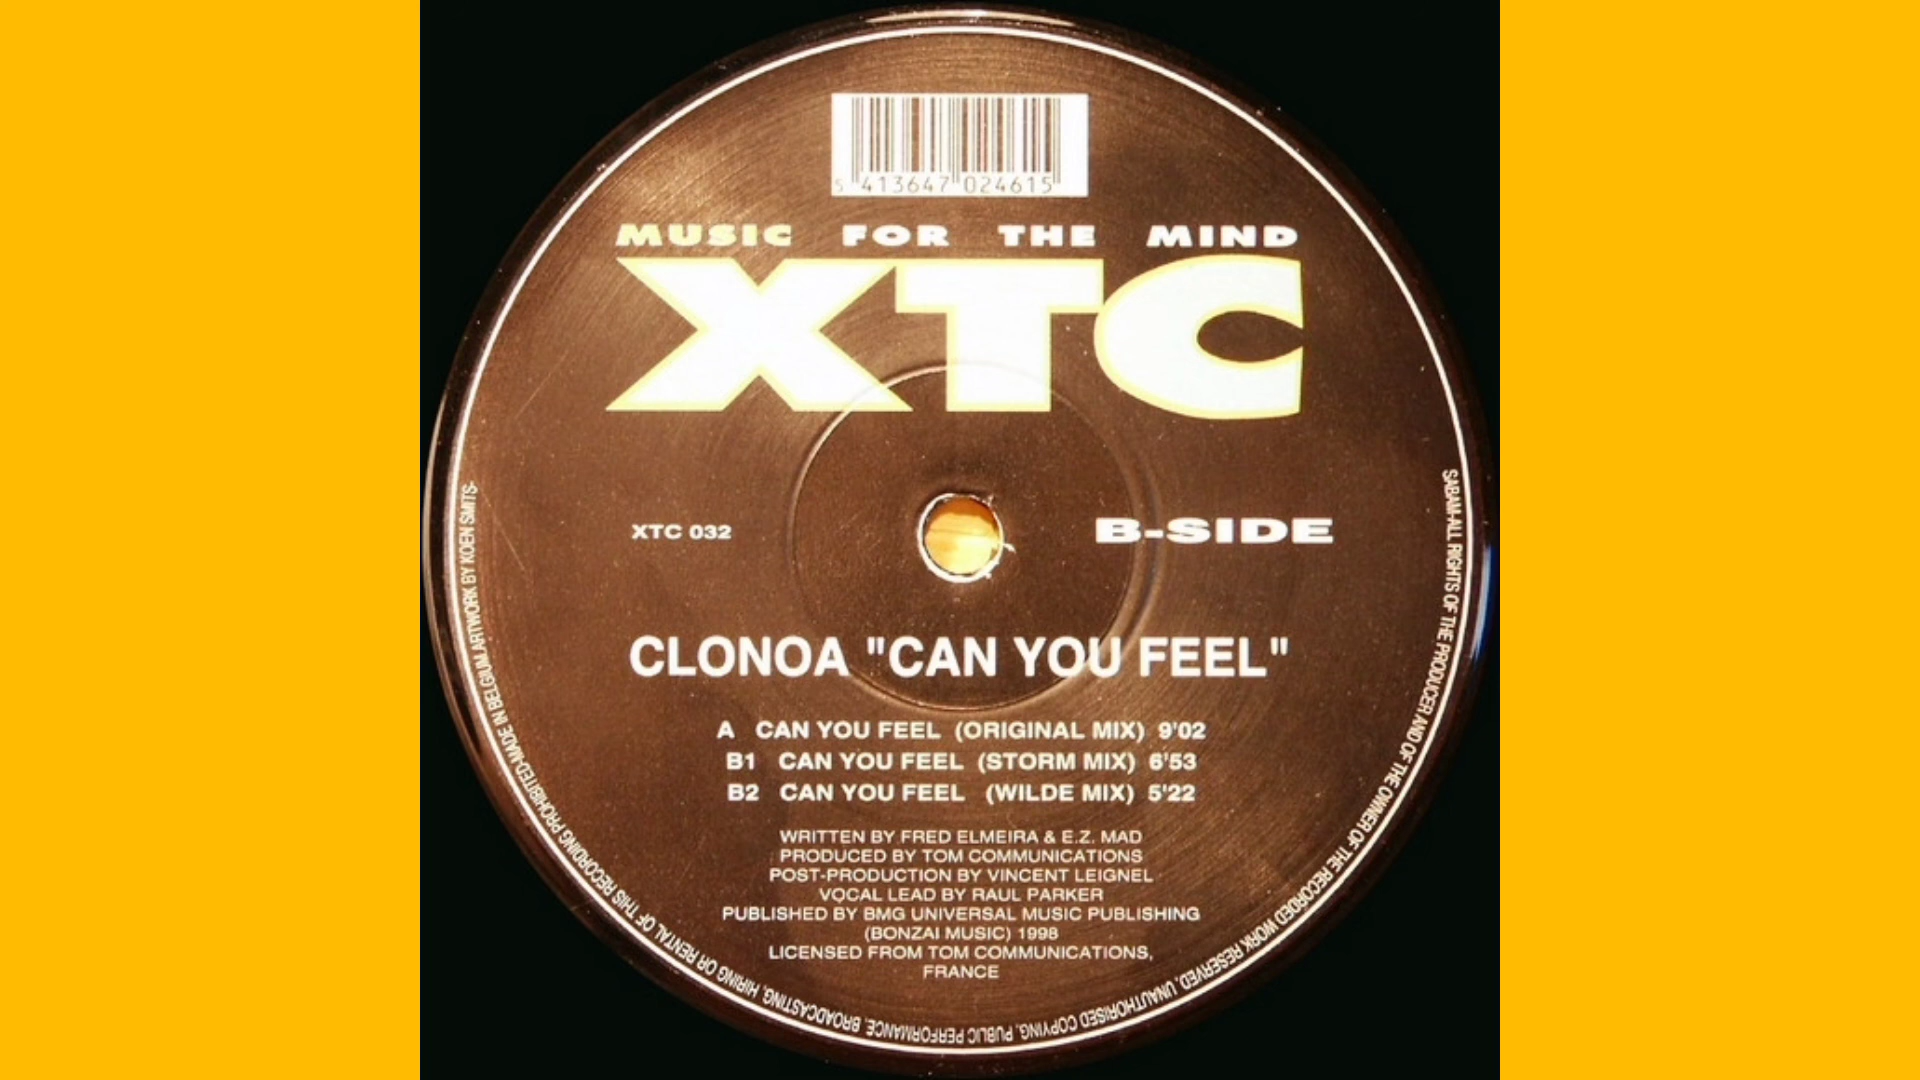 5 413647 024615
MUSIC FOR THE MIND
XTC
XTC 032
B-SIDE
CLONOA "CAN YOU FEEL"
A CAN YOU FEEL (ORIGINAL MIX) 9'02
B1 CAN YOU FEEL (STORM MIX) 6'53
B2 CAN YOU FEEL (WILDE MIX) 5'22
WRITTEN BY FRED ELMEIRA & E.Z. MAD
PRODUCED BY TOM COMMUNICATIONS
POST-PRODUCTION BY VINCENT LEIGNEL
VOCAL LEAD BY RAUL PARKER
PUBLISHED BY BMG UNIVERSAL MUSIC PUBLISHING
(BONZAI MUSIC) 1998
LICENSED FROM TOM COMMUNICATIONS,
FRANCE
SABAM-ALL RIGHTS OF THE PRODUCER AND OF THE OWNER OF THE RECORDED WORK RESERVED. UNAUTHORISED COPYING, PUBLIC PERFORMANCE, BROADCASTING, HIRING OR RENTAL OF THIS RECORDING PROHIBITED-MADE IN BELGIUM.ARTWORK BY KOEN SMITS-